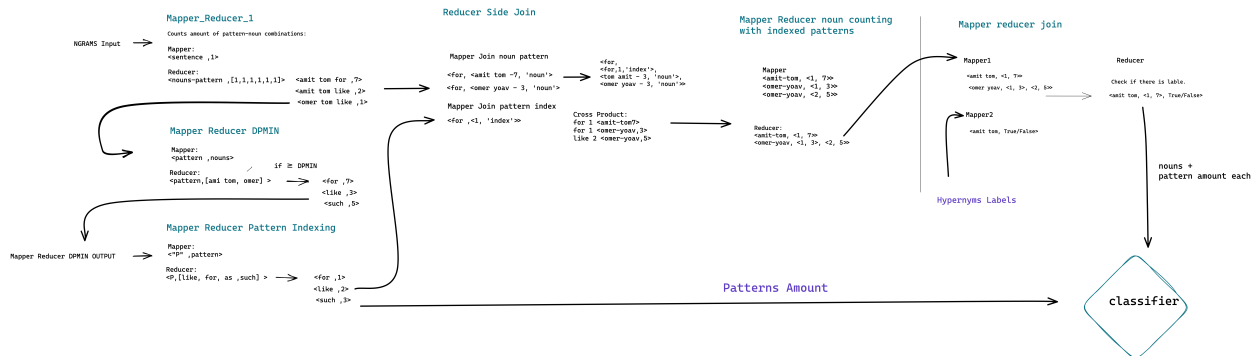 Mapper_Reducer_1
Counts amount of pattern-noun combinations:
NGRAMS Input
Mapper:
<sentence ,1>
Reducer:
<nouns-pattern ,[1,1,1,1,1,1]>
<amit tom for ,7>
<amit tom like ,2>
<omer tom like ,1>
Mapper Reducer DPMIN
Mapper:
<pattern ,nouns>
Reducer:
<pattern,[ami tom, omer] >
if ≥ DPMIN
<for ,7>
<like ,3>
<such ,5>
Mapper Reducer Pattern Indexing
Mapper Reducer DPMIN OUTPUT
Mapper:
<"P" ,pattern>
Reducer:
<P,[like, for, as ,such] >
<for ,1>
<like ,2>
<such ,3>
Reducer Side Join
Mapper Join noun pattern
<for, <amit tom -7, 'noun'>
<for, <omer yoav - 3, 'noun'>
Mapper Join pattern index
<for ,<1, 'index'>>
<for,
<for,1,'index'>,
<tom amit - 3, 'noun'>,
<omer yoav - 3, 'noun'>>
Cross Product:
for 1 <amit-tom7>
for 1 <omer-yoav,3>
like 2 <omer-yoav,5>
Mapper Reducer noun counting
with indexed patterns
Mapper
<amit-tom, <1, 7>>
<omer-yoav, <1, 3>>
<omer-yoav, <2, 5>>
Reducer:
<amit-tom, <1, 7>>
<omer-yoav, <1, 3>, <2, 5>>
Mapper reducer join
Mapper1
<amit tom, <1, 7>>
<omer yoav, <1, 3>, <2, 5>>
Mapper2
<amit tom, True/False>
Hypernyms Labels
Reducer
Check if there is lable.
<amit tom, <1, 7>, True/False>
nouns +
pattern amount each
Patterns Amount
classifier